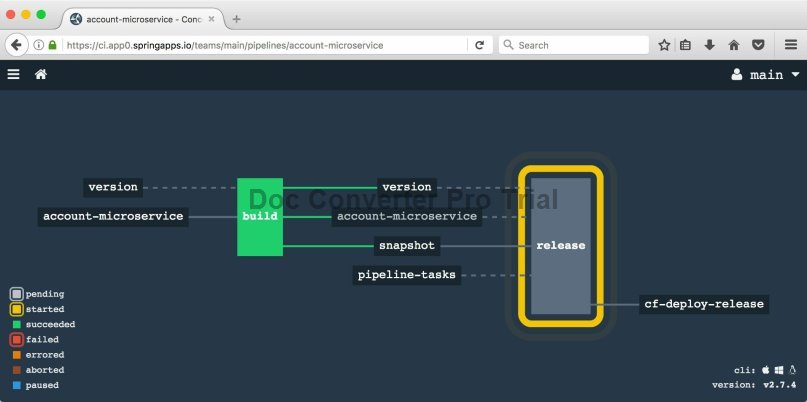 account-microservice - Conc
https://ci.app0.springapps.io/teams/main/pipelines/account-microservice
Search
main
version
version
Doc Converter Pro Trial
account-microservice
build
account-microservice
snapshot
release
pipeline-tasks
cf-deploy-release
pending
started
succeeded
failed
errored
aborted
paused
cli:
version: v2.7.4